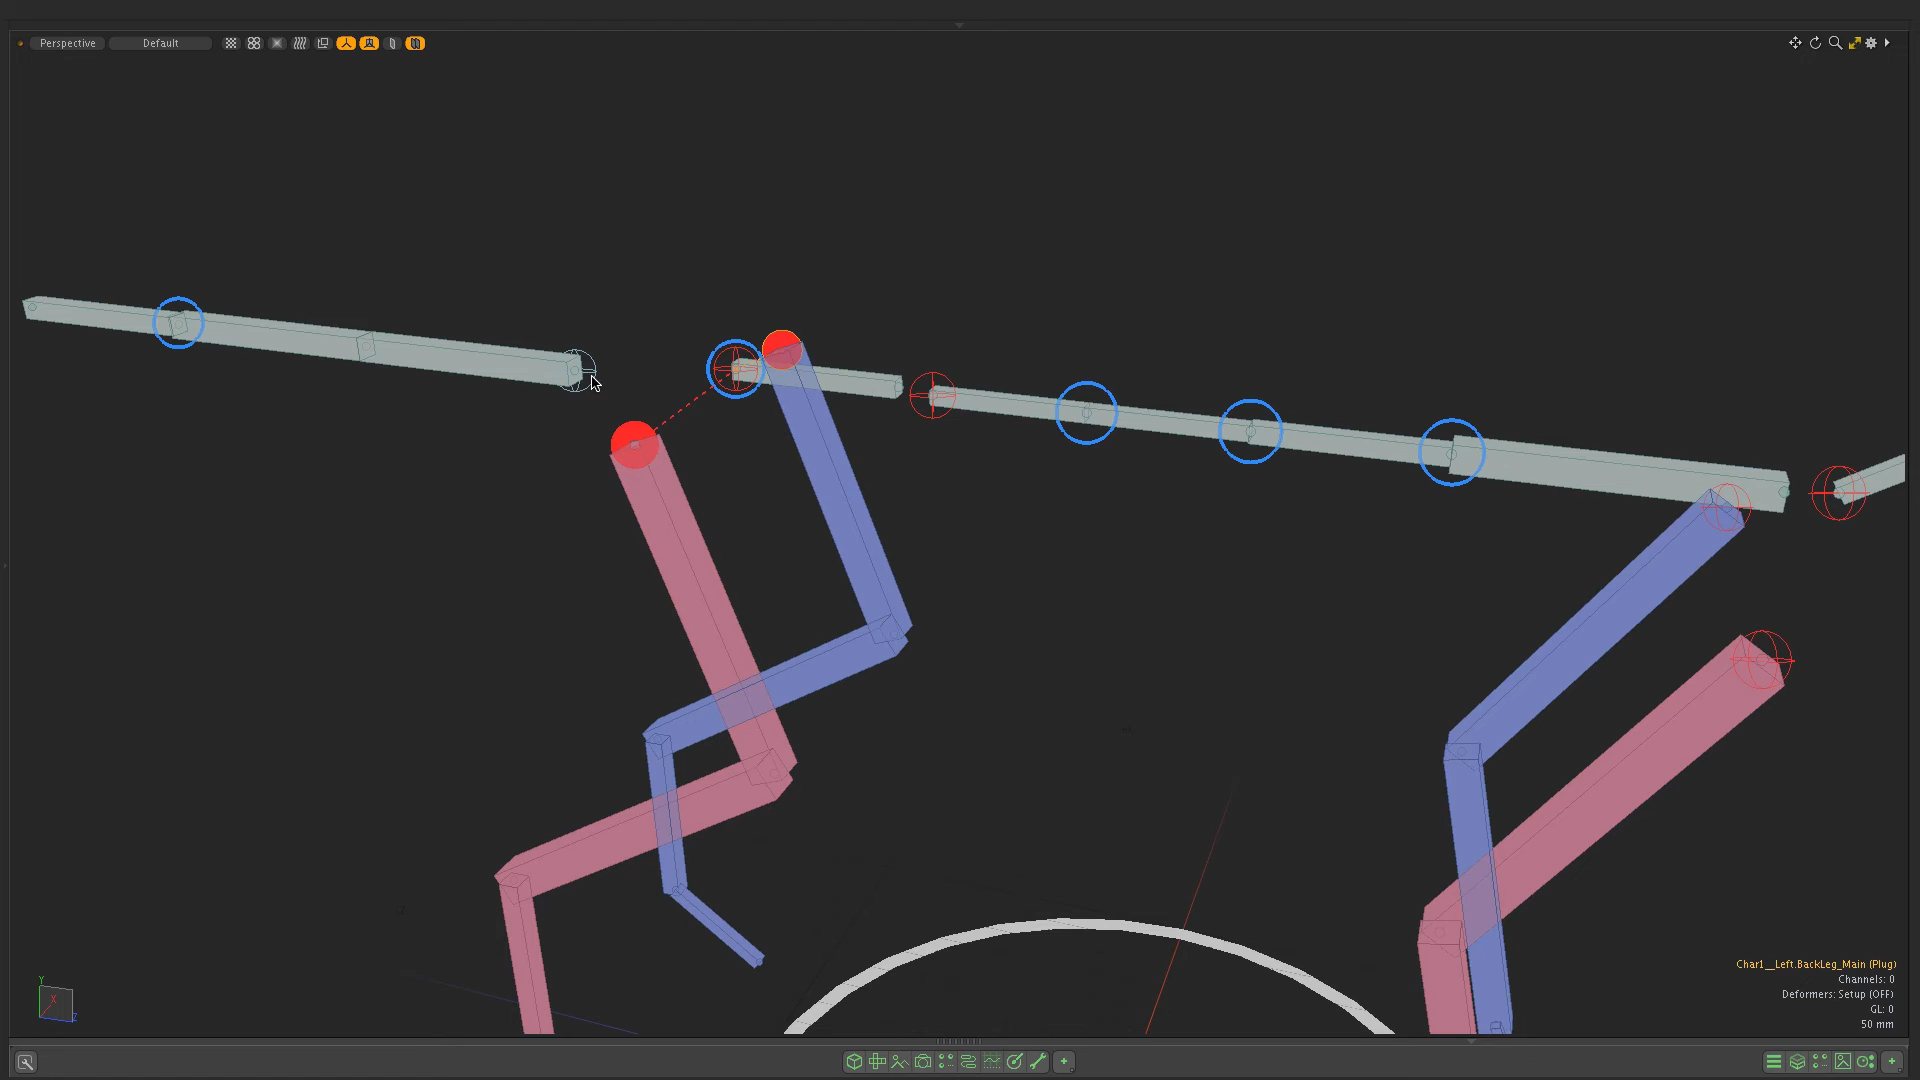 Perspective
Default
Char1__Left.BackLeg_Main (Plug)
Channels: 0
Deformers: Setup (OFF)
GL: 0
50 mm
Y
X
Z